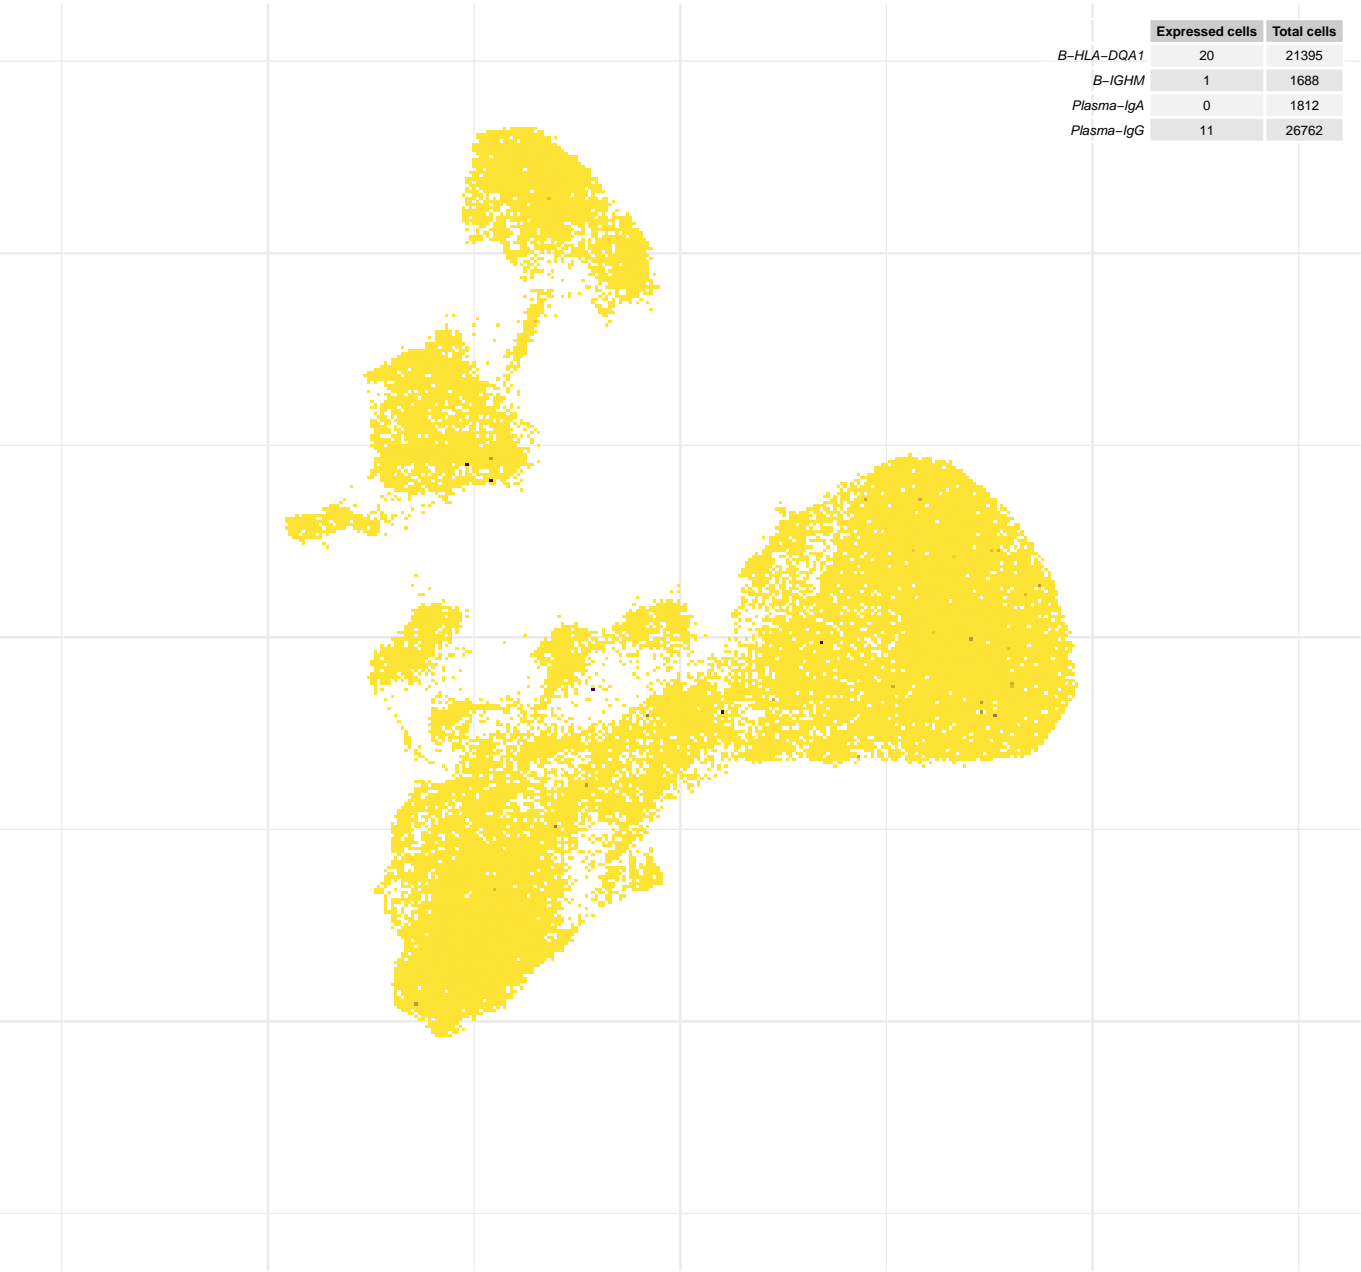 Expressed cells Total cells
B−HLA−DQA1 20 21395
B−IGHM 1 1688
Plasma−IgA 0 1812
Plasma−IgG 11 26762